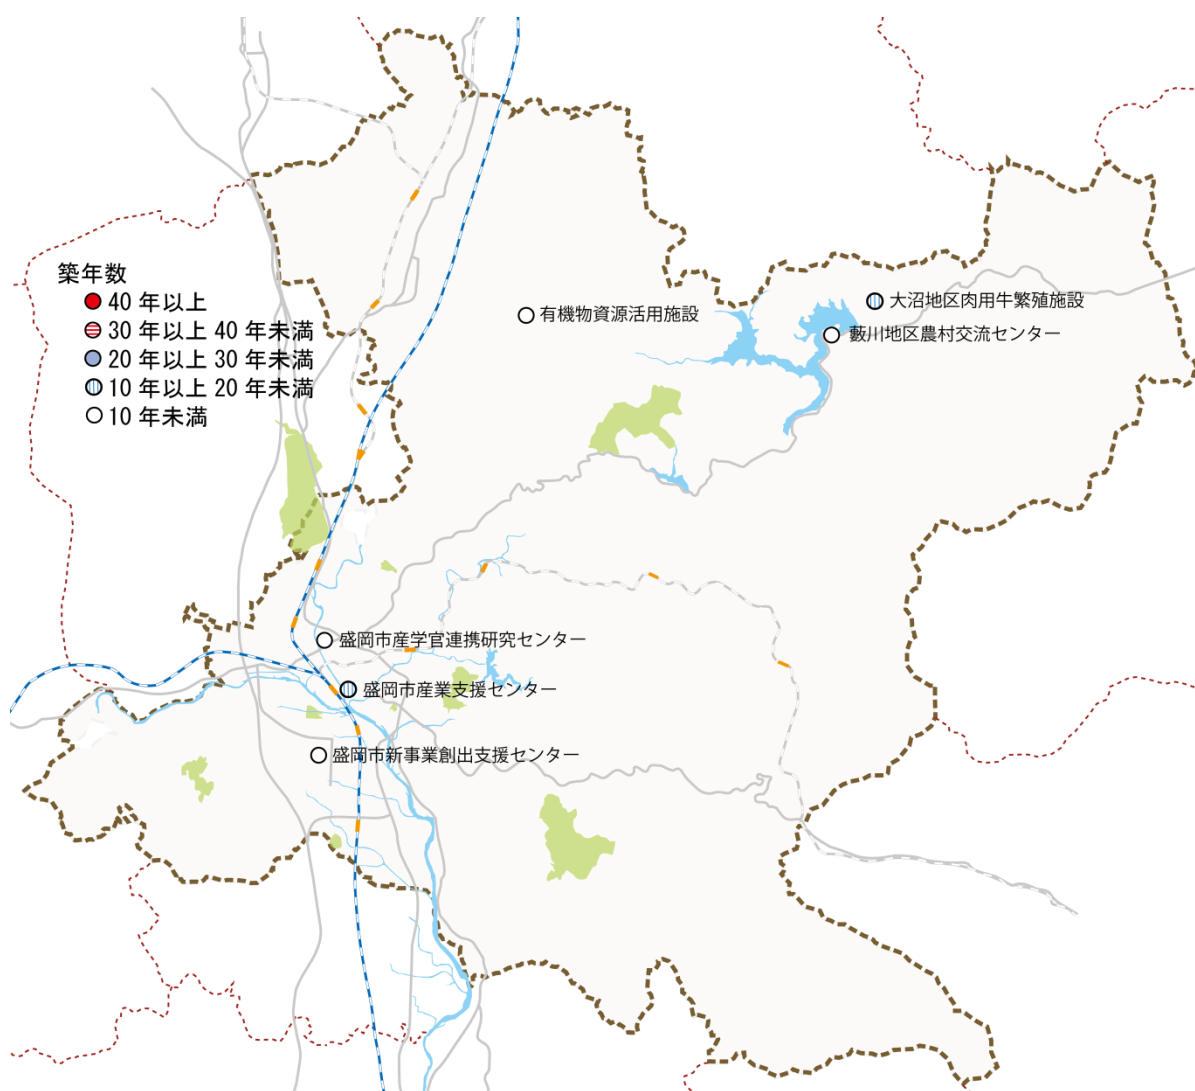 築年数
40 年以上
30 年以上 40 年未満
20 年以上 30 年未満
10 年以上 20 年未満
10 年未満
大沼地区肉用牛繁殖施設
有機物資源活用施設
藪川地区農村交流センター
盛岡市産学官連携研究センター
盛岡市産業支援センター
盛岡市新事業創出支援センター